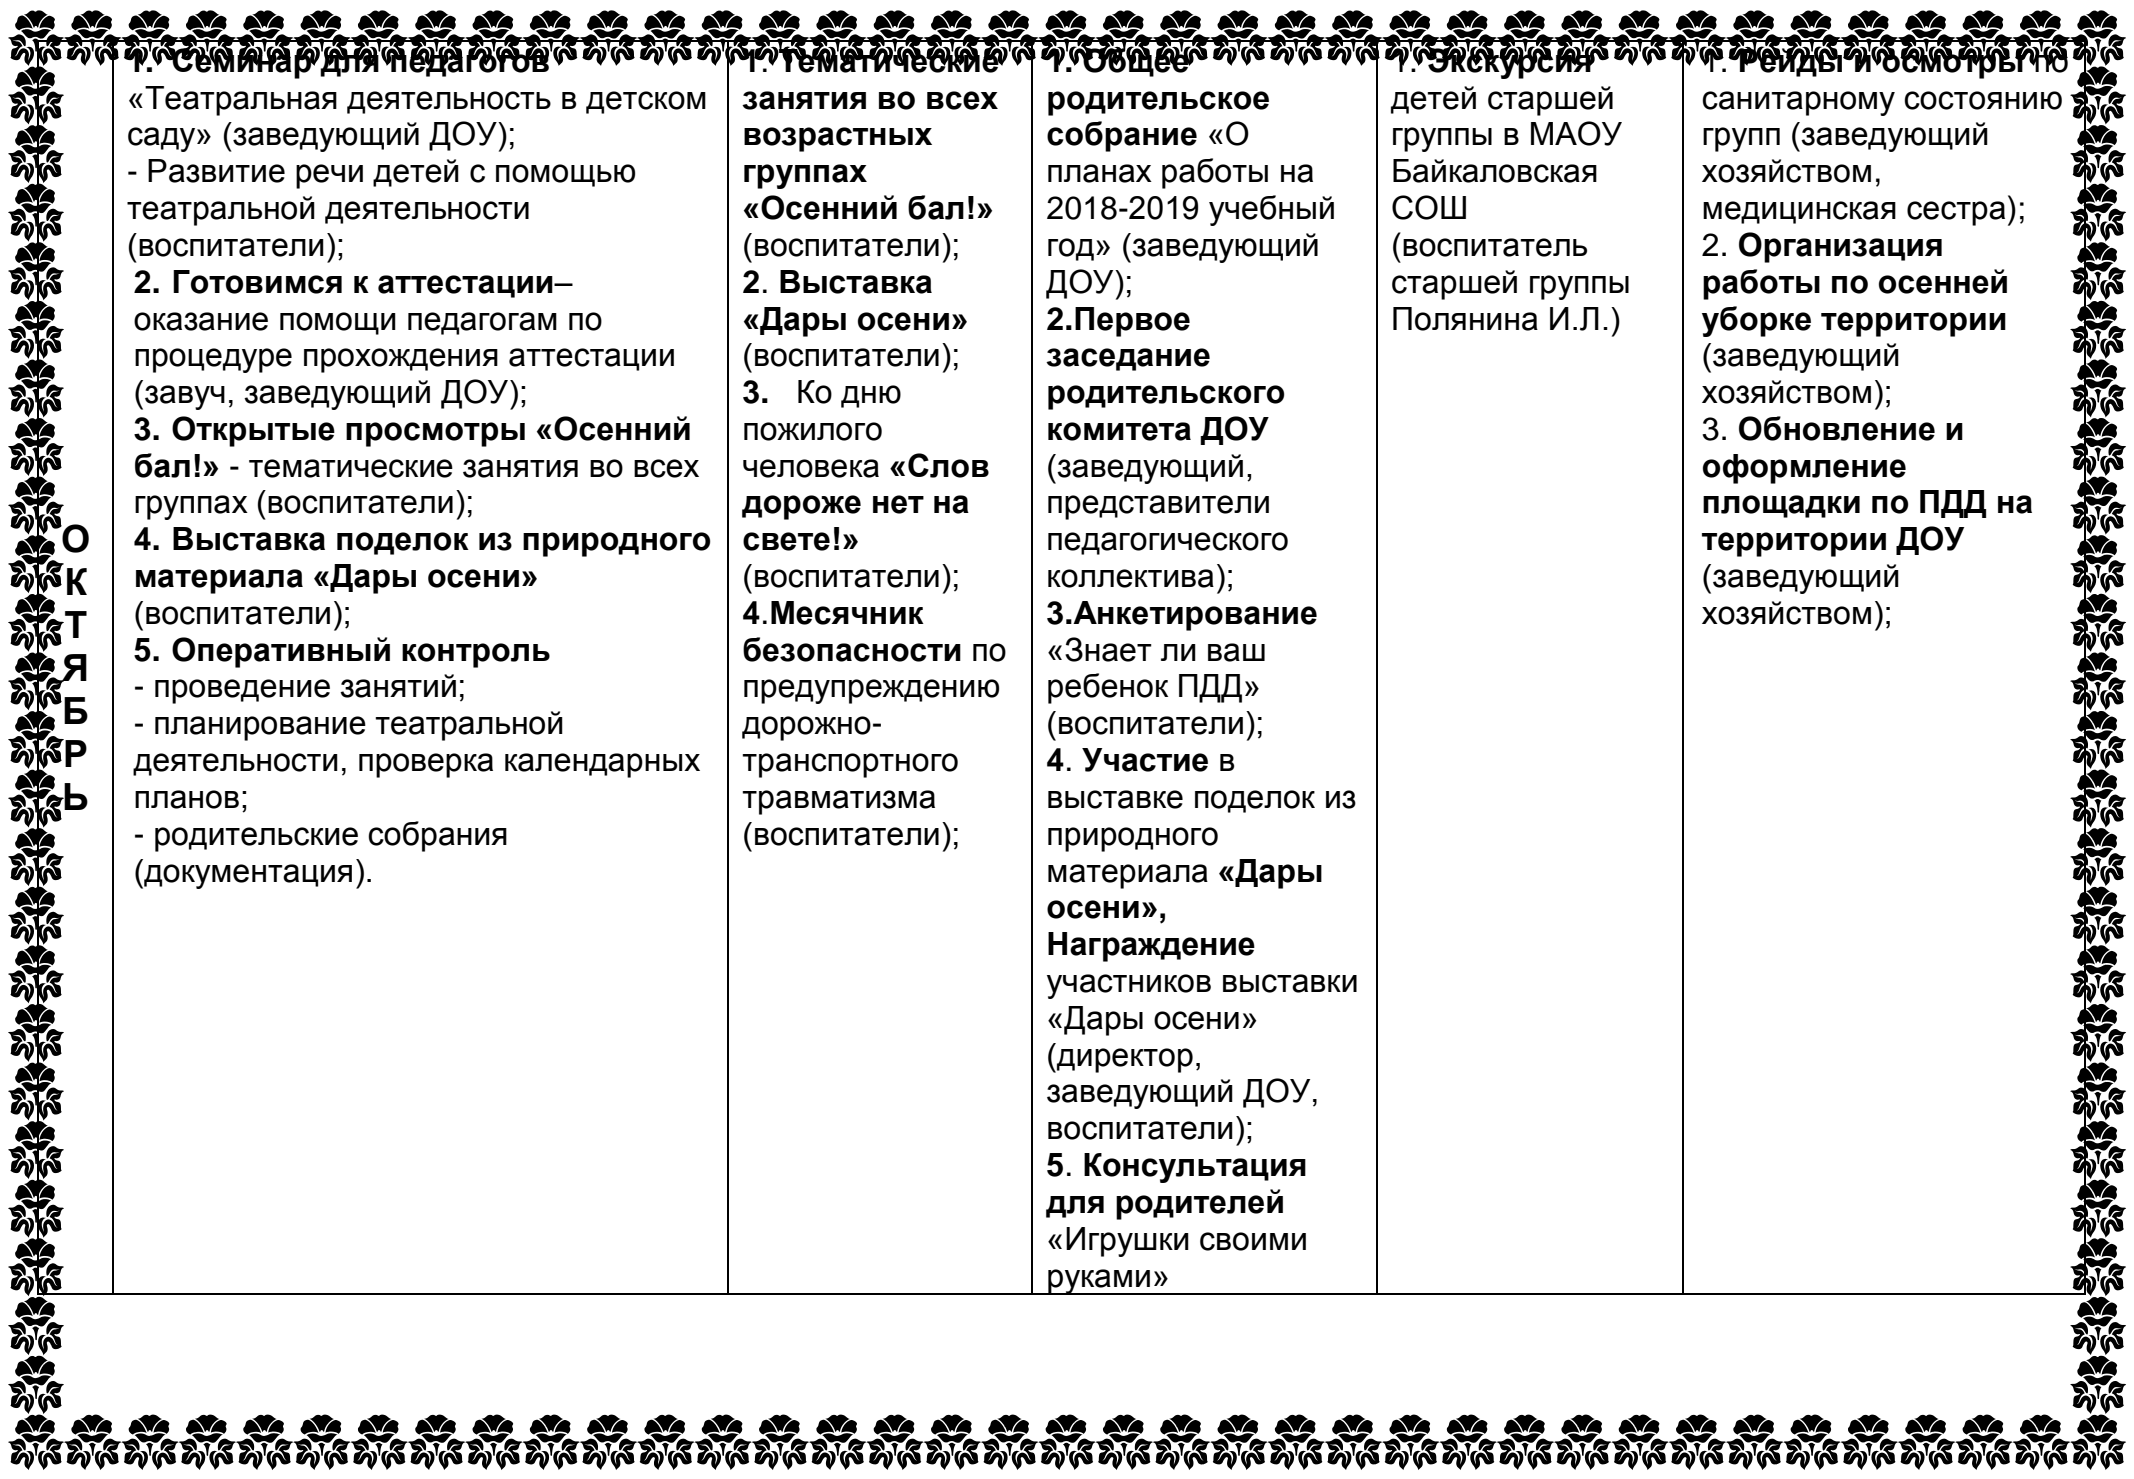 О
К
Т
Я
Б
Р
Ь
1. Семинар для педагогов
«Театральная деятельность в детском
саду» (заведующий ДОУ);
- Развитие речи детей с помощью
театральной деятельности
(воспитатели);
2. Готовимся к аттестации–
оказание помощи педагогам по
процедуре прохождения аттестации
(завуч, заведующий ДОУ);
3. Открытые просмотры «Осенний
бал!» - тематические занятия во всех
группах (воспитатели);
4. Выставка поделок из природного
материала «Дары осени»
(воспитатели);
5. Оперативный контроль
- проведение занятий;
- планирование театральной
деятельности, проверка календарных
планов;
- родительские собрания
(документация).
1. Тематические
занятия во всех
возрастных
группах
«Осенний бал!»
(воспитатели);
2. Выставка
«Дары осени»
(воспитатели);
3. Ко дню
пожилого
человека «Слов
дороже нет на
свете!»
(воспитатели);
4.Месячник
безопасности по
предупреждению
дорожно-
транспортного
травматизма
(воспитатели);
1. Общее
родительское
собрание «О
планах работы на
2018-2019 учебный
год» (заведующий
ДОУ);
2.Первое
заседание
родительского
комитета ДОУ
(заведующий,
представители
педагогического
коллектива);
3.Анкетирование
«Знает ли ваш
ребенок ПДД»
(воспитатели);
4. Участие в
выставке поделок из
природного
материала «Дары
осени»,
Награждение
участников выставки
«Дары осени»
(директор,
заведующий ДОУ,
воспитатели);
5. Консультация
для родителей
«Игрушки своими
руками»
1. Экскурсия
детей старшей
группы в МАОУ
Байкаловская
СОШ
(воспитатель
старшей группы
Полянина И.Л.)
1. Рейды и осмотры по
санитарному состоянию
групп (заведующий
хозяйством,
медицинская сестра);
2. Организация
работы по осенней
уборке территории
(заведующий
хозяйством);
3. Обновление и
оформление
площадки по ПДД на
территории ДОУ
(заведующий
хозяйством);